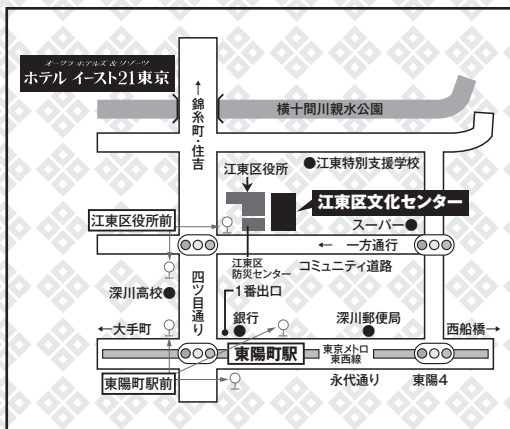 オークラ ホテルズ & リゾーツ
ホテル イースト21東京
↑錦糸町・住吉
横十間川親水公園
江東区役所
●江東特別支援学校
江東区文化センター
スーパー●
江東区役所前
← 一方通行
江東区
防災センター
コミュニティ道路
四ツ目通り
1番出口
深川高校●
銀行
深川郵便局
←大手町
西船橋→
東陽町駅
東京メトロ
東西線
東陽町駅前
永代通り
東陽4